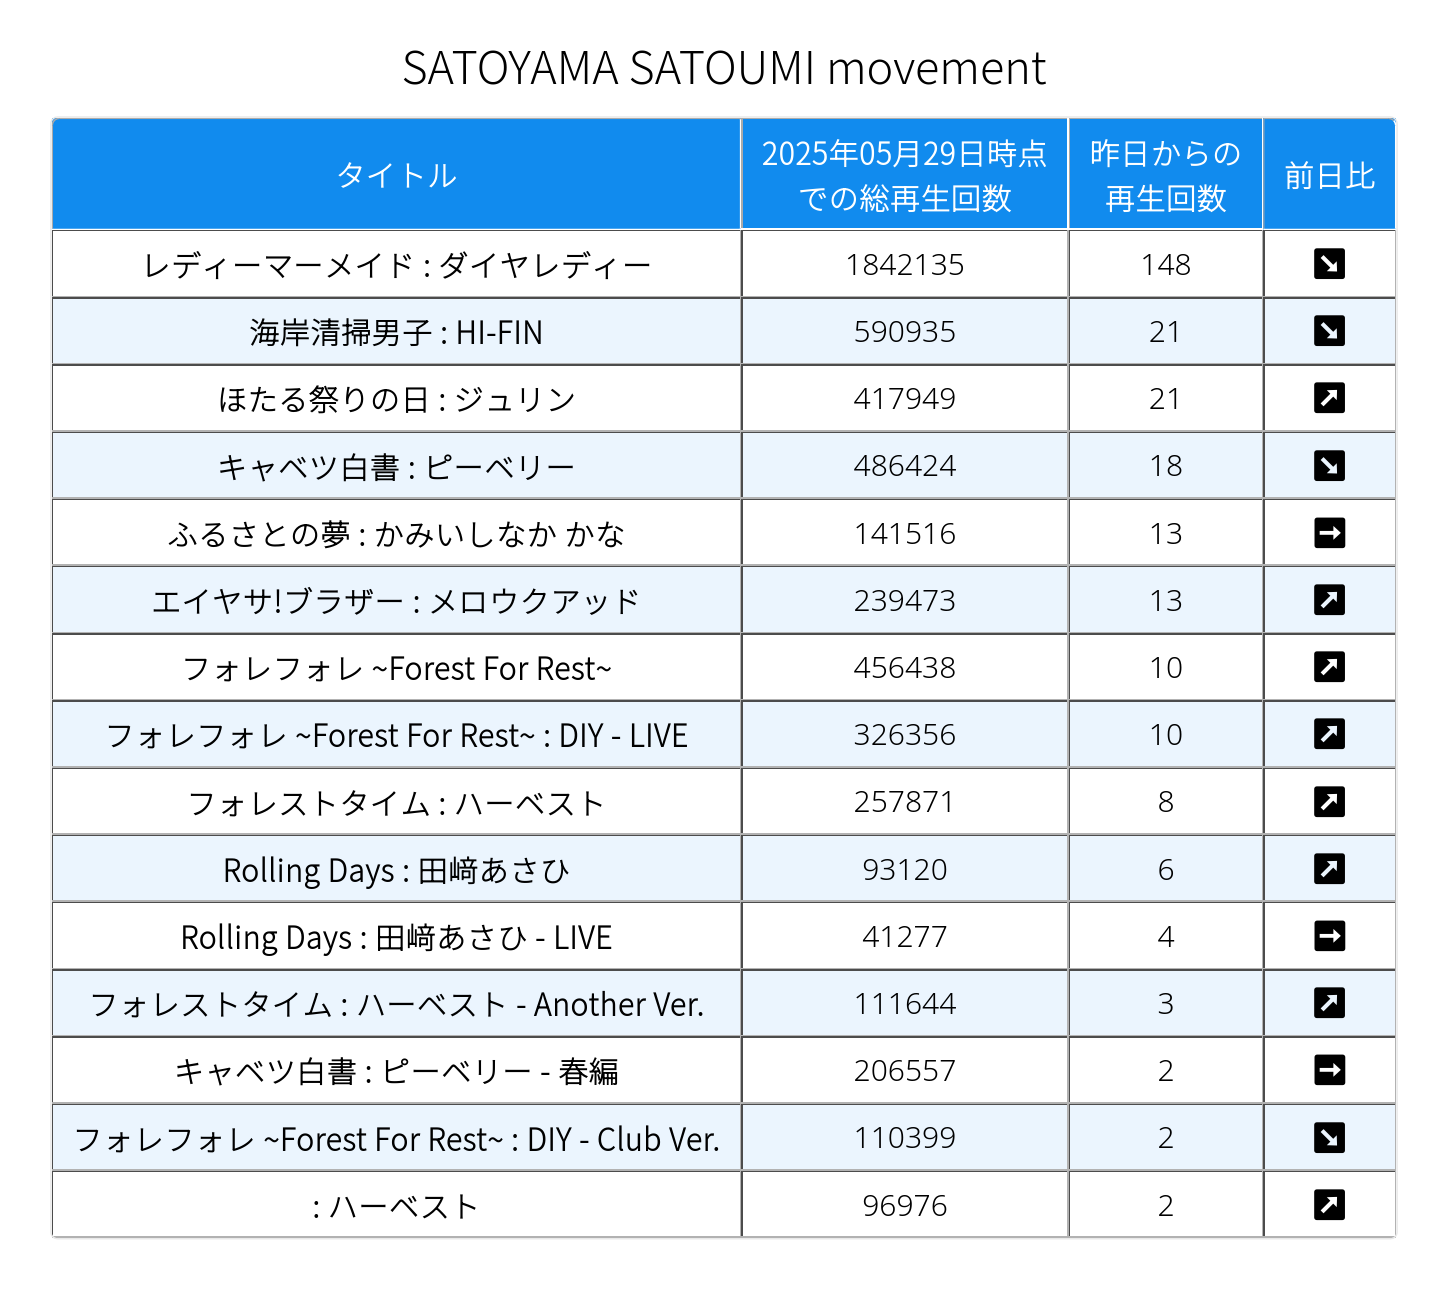 SATOYAMA SATOUMI movement
タイトル 2025年05月29日時点での総再生回数 昨日からの再生回数 前日比
レディーマーメイド : ダイヤレディー 1842135 148 ↘
海岸清掃男子 : HI-FIN 590935 21 ↘
ほたる祭りの日 : ジュリン 417949 21 ↗
キャベツ白書 : ピーベリー 486424 18 ↘
ふるさとの夢 : かみいしなか かな 141516 13 →
エイヤサ!ブラザー : メロウクアッド 239473 13 ↗
フォレフォレ ~Forest For Rest~ 456438 10 ↗
フォレフォレ ~Forest For Rest~ : DIY - LIVE 326356 10 ↗
フォレストタイム : ハーベスト 257871 8 ↗
Rolling Days : 田﨑あさひ 93120 6 ↗
Rolling Days : 田﨑あさひ - LIVE 41277 4 →
フォレストタイム : ハーベスト - Another Ver. 111644 3 ↗
キャベツ白書 : ピーベリー - 春編 206557 2 →
フォレフォレ ~Forest For Rest~ : DIY - Club Ver. 110399 2 ↘
: ハーベスト 96976 2 ↗